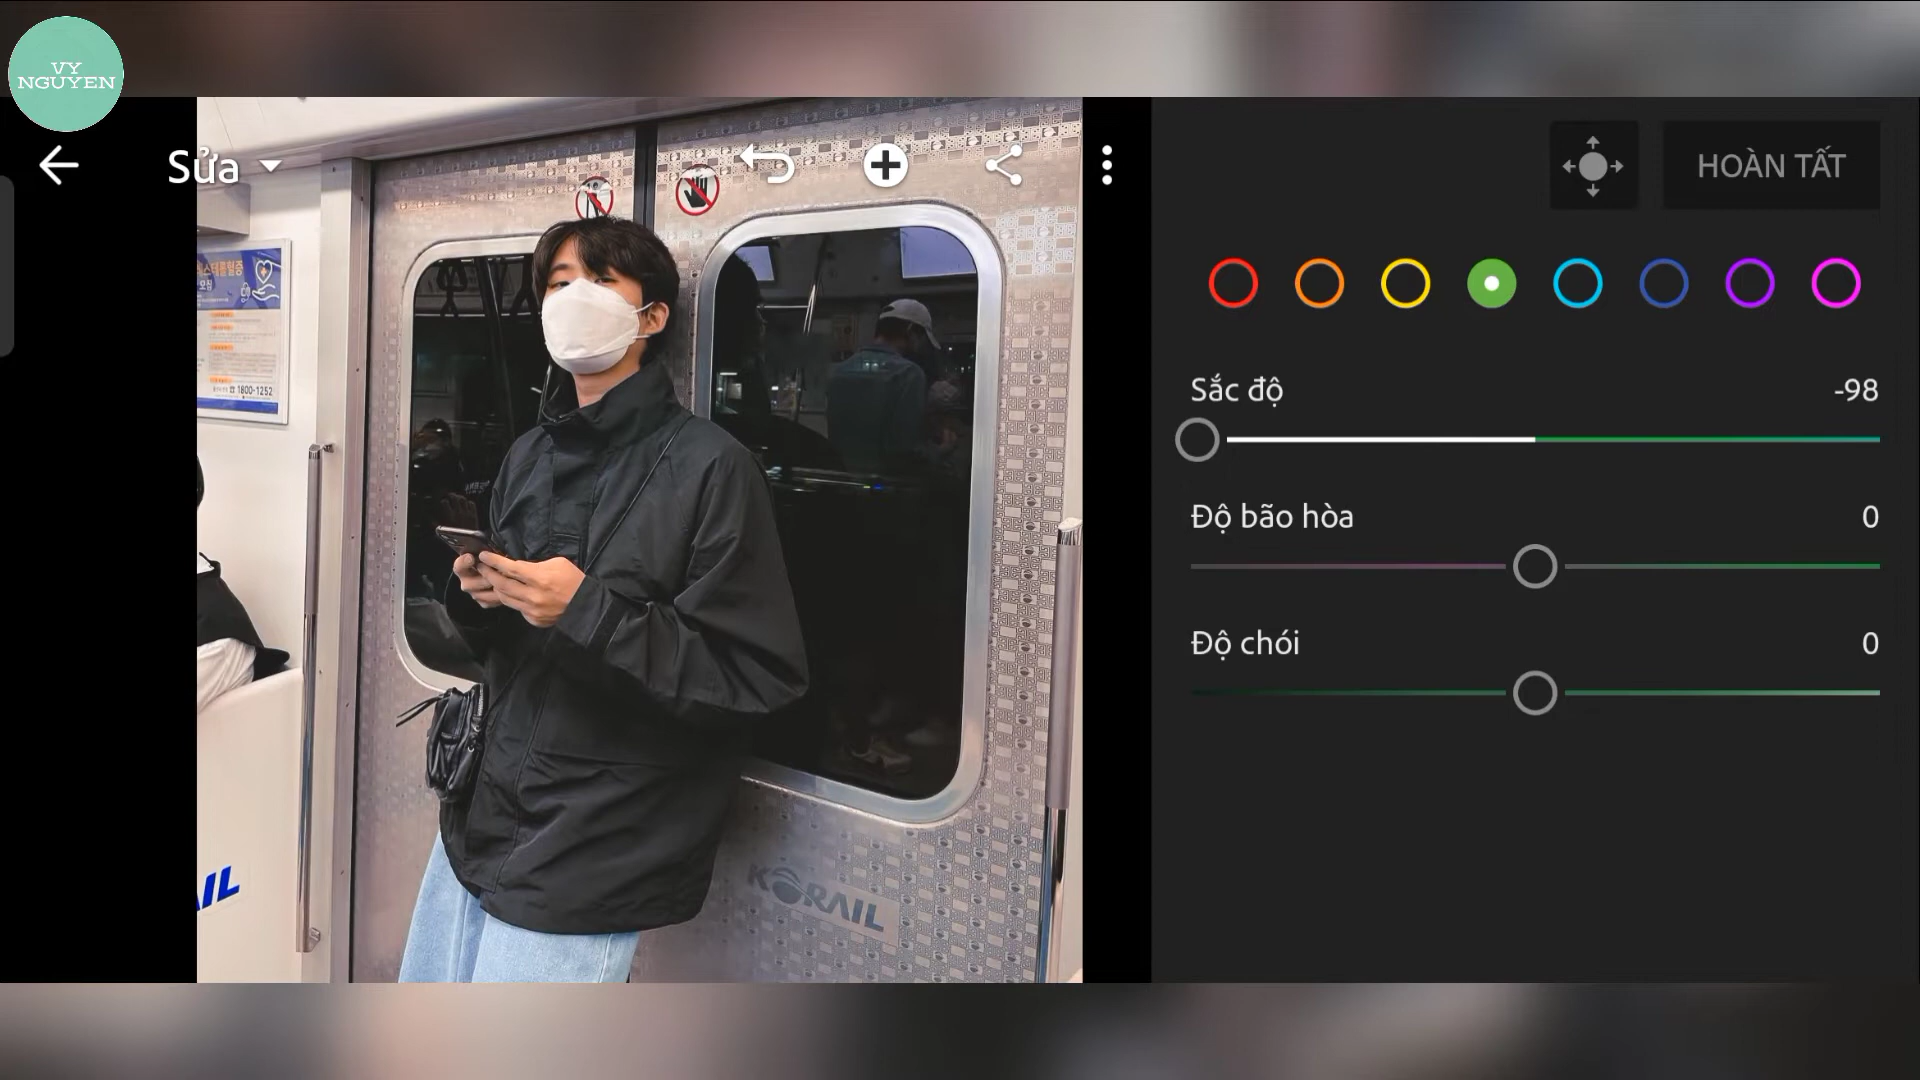 VY
NGUYEN
Sửa
HOÀN TẤT
Sắc độ
-98
Độ bão hòa
0
Độ chói
0
1800-1252
KORAIL